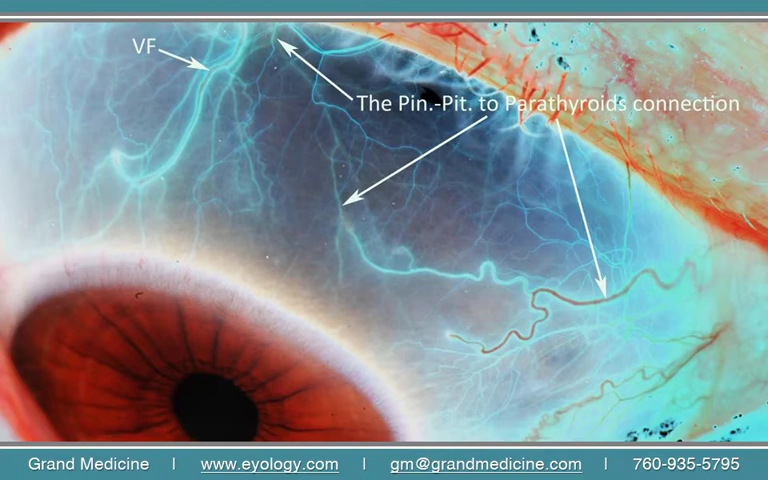 VF
The Pin.-Pit. to Parathyroids connection
Grand Medicine | www.eyology.com | gm@grandmedicine.com | 760-935-5795